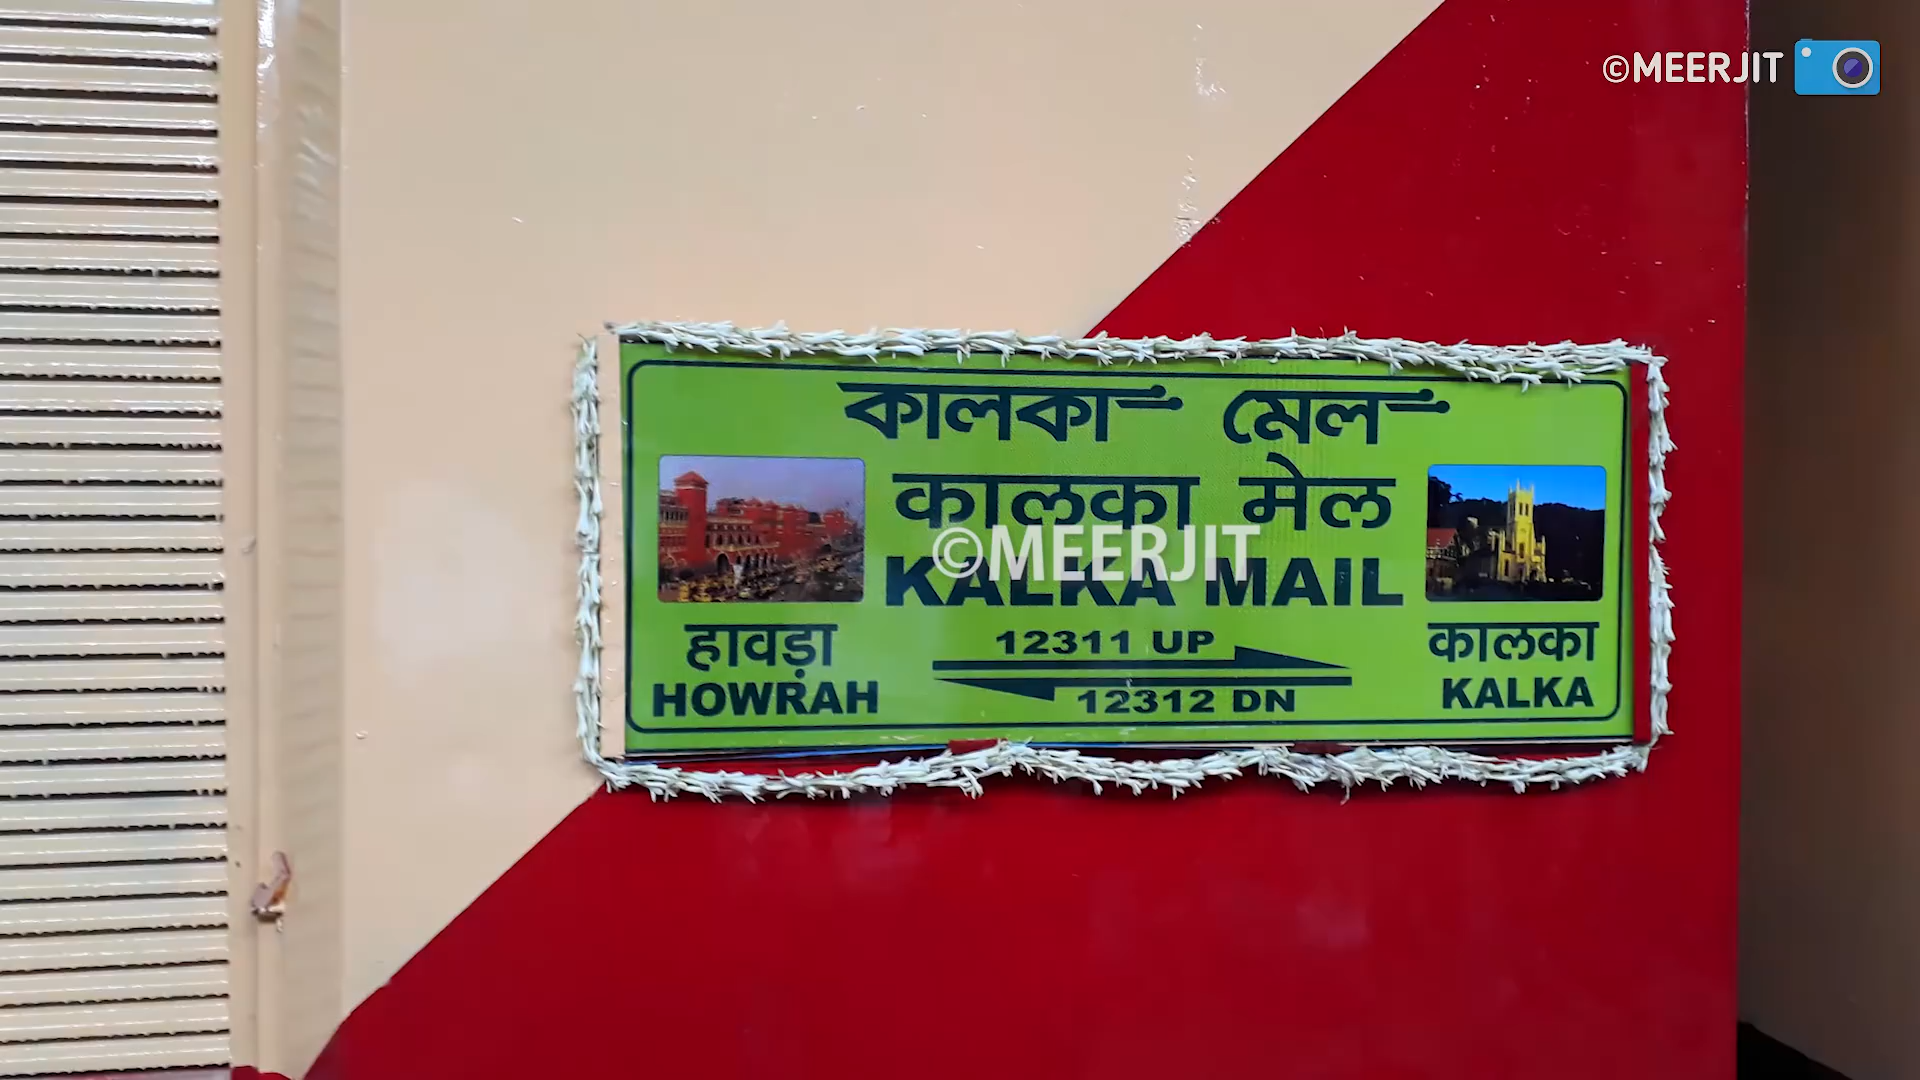 ©MEERJIT
কালকা মেল
कालका मेल
©MEERJIT
KALKA MAIL
हावड़ा
HOWRAH
12311 UP
12312 DN
कालका
KALKA